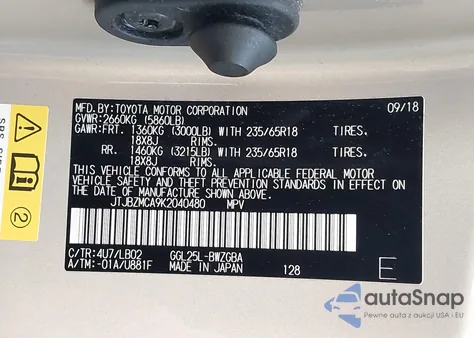 MFD. BY: TOYOTA MOTOR CORPORATION 09/18
GVWR: 2660KG (5860LB)
GAWR: FRT. 1360KG (3000LB) WITH 235/65R18 TIRES,
18X8J RIMS.
RR. 1460KG (3215LB) WITH 235/65R18 TIRES,
18X8J RIMS.
THIS VEHICLE CONFORMS TO ALL APPLICABLE FEDERAL MOTOR
VEHICLE SAFETY AND THEFT PREVENTION STANDARDS IN EFFECT
ON THE DATE OF MANUFACTURE SHOWN ABOVE.
JTJBZMCA9K2040480 MPV
C/TR: 4U7/LB02 GGL25L-BWZGBA
A/TM: -01A/U881F MADE IN JAPAN 128 E
SRS
2
autoSnap
Pewne auta z USA i EU